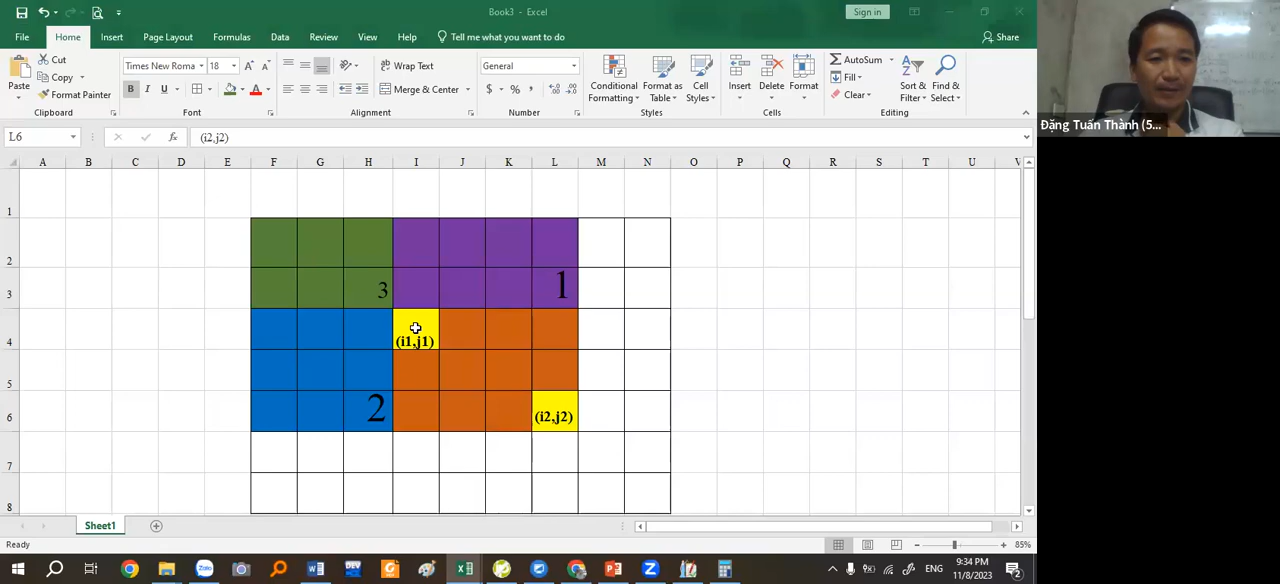 Book3 - Excel
Sign in
File Home Insert Page Layout Formulas Data Review View Help Tell me what you want to do Share
Paste Cut Copy Format Painter
Clipboard
Times New Roma 18
B I U
Font
Wrap Text
Merge & Center
Alignment
General
$ % ,
Number
Conditional Formatting Format as Table Cell Styles
Styles
Insert Delete Format
Cells
AutoSum Fill Clear
Sort & Filter Find & Select
Editing
Đặng Tuấn Thành (5...
L6 fx (i2,j2)
A B C D E F G H I J K L M N O P Q R S T U V
1
2
3 3 1
4 (i1,j1)
5
6 2 (i2,j2)
7
8
Sheet1
Ready 85%
ENG 9:34 PM
11/8/2023